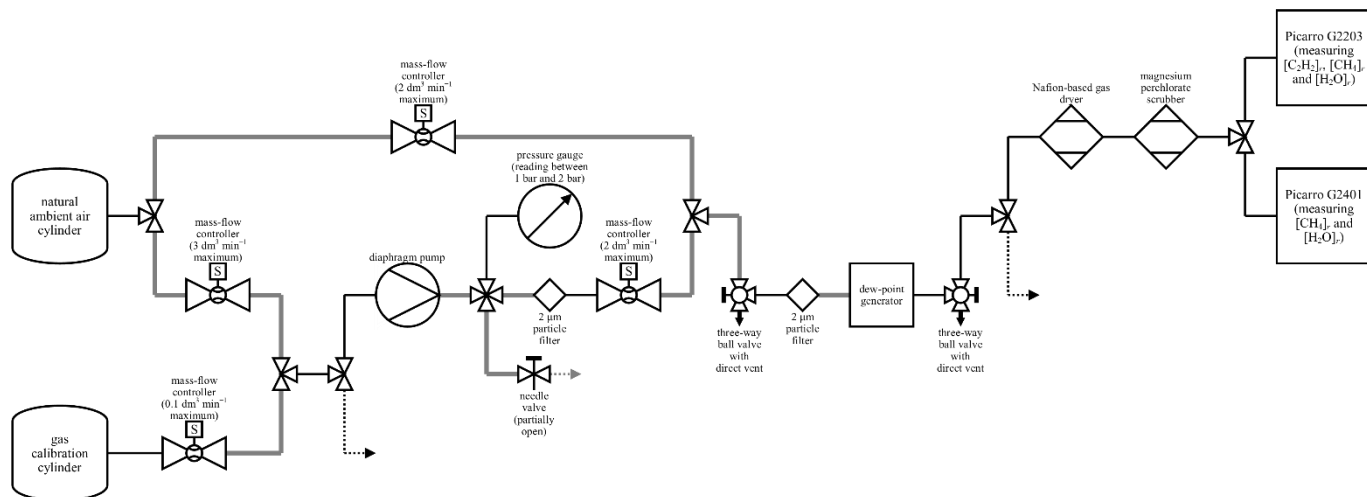 natural
ambient air
cylinder
gas
calibration
cylinder
mass-flow
controller
(3 dm³ min⁻¹
maximum)
S
mass-flow
controller
(0.1 dm³ min⁻¹
maximum)
S
mass-flow
controller
(2 dm³ min⁻¹
maximum)
S
diaphragm pump
pressure gauge
(reading between
1 bar and 2 bar)
2 μm
particle
filter
needle
valve
(partially
open)
mass-flow
controller
(2 dm³ min⁻¹
maximum)
S
three-way
ball valve
with
direct vent
2 μm
particle
filter
dew-point
generator
three-way
ball valve
with
direct vent
Nafion-based gas
dryer
magnesium
perchlorate
scrubber
Picarro G2203
(measuring
[C₂H₂]ᵣ, [CH₄]ᵣ
and [H₂O]ᵣ)
Picarro G2401
(measuring
[CH₄]ᵣ and
[H₂O]ᵣ)